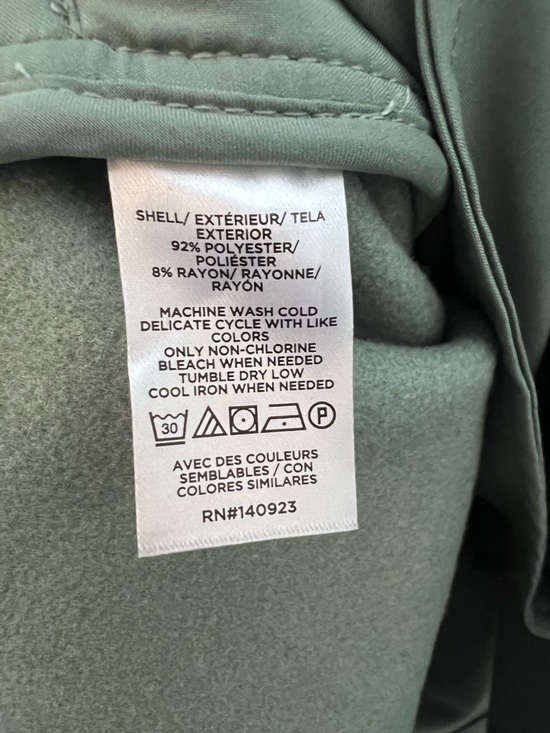 SHELL/ EXTÉRIEUR/ TELA
EXTERIOR
92% POLYESTER/
POLIÉSTER
8% RAYON/ RAYONNE/
RAYÓN
MACHINE WASH COLD
DELICATE CYCLE WITH LIKE
COLORS
ONLY NON-CHLORINE
BLEACH WHEN NEEDED
TUMBLE DRY LOW
COOL IRON WHEN NEEDED
30 P
AVEC DES COULEURS
SEMBLABLES / CON
COLORES SIMILARES
RN#140923